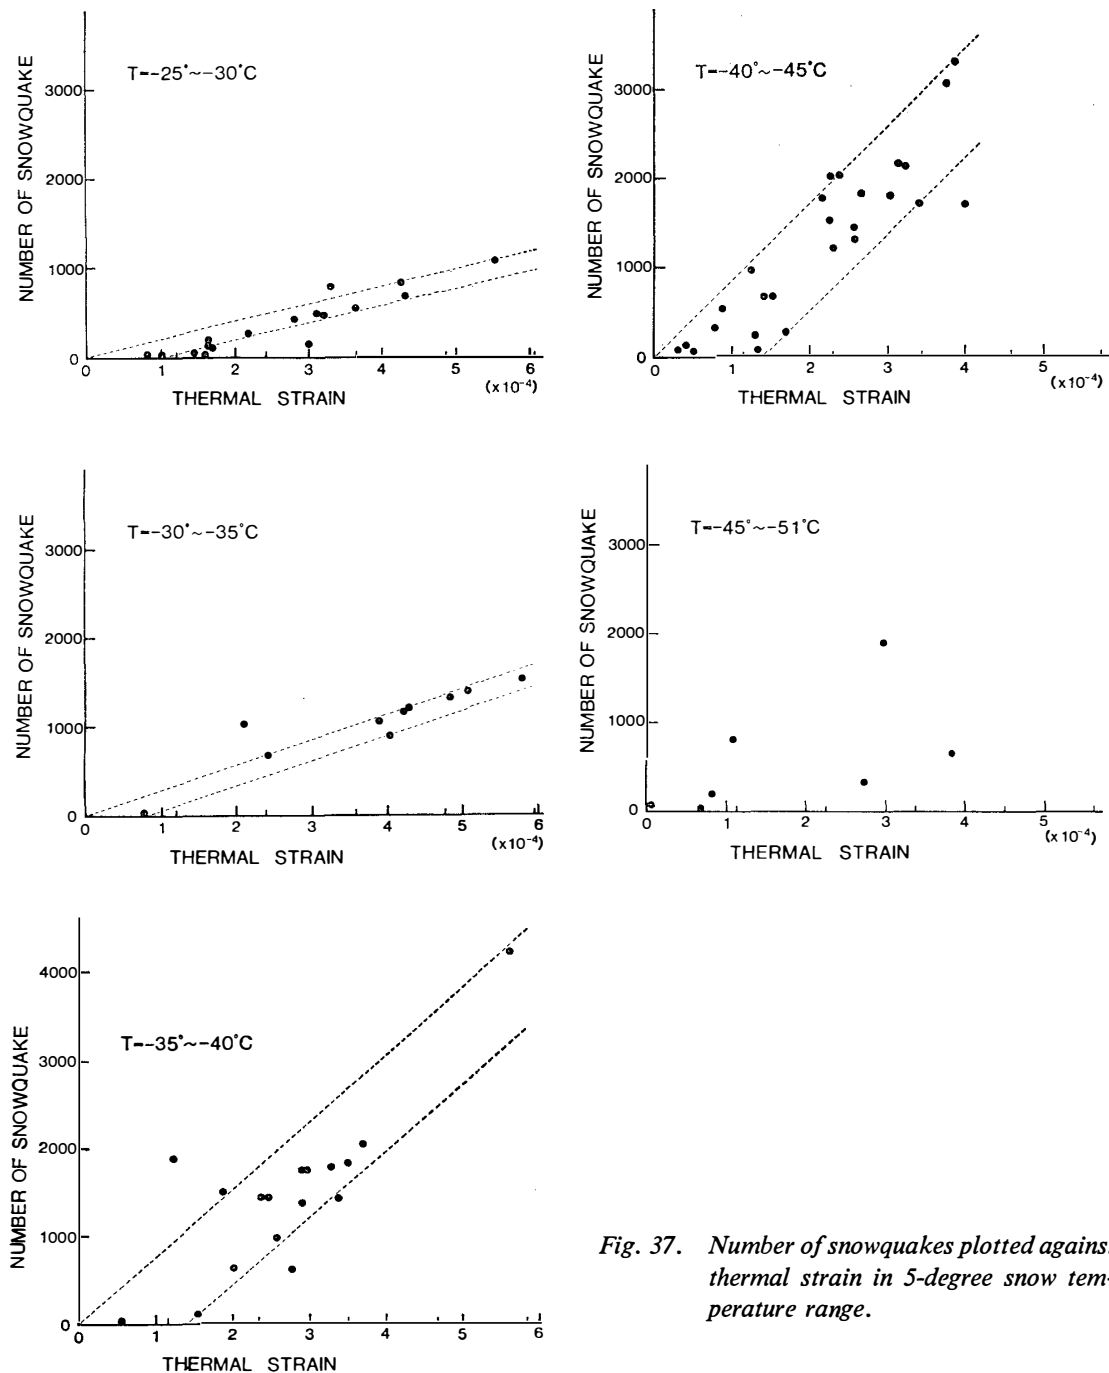 T=-25°~-30°C
NUMBER OF SNOWQUAKE
3000
2000
1000
0
0 1 2 3 4 5 6
(x10⁻⁴)
THERMAL STRAIN
T=-40°~-45°C
NUMBER OF SNOWQUAKE
3000
2000
1000
0
0 1 2 3 4 5
(x10⁻⁴)
THERMAL STRAIN
T=-30°~-35°C
NUMBER OF SNOWQUAKE
3000
2000
1000
0
0 1 2 3 4 5 6
(x10⁻⁴)
THERMAL STRAIN
T=-45°~-51°C
NUMBER OF SNOWQUAKE
3000
2000
1000
0
0 1 2 3 4 5
(x10⁻⁴)
THERMAL STRAIN
T=-35°~-40°C
NUMBER OF SNOWQUAKE
4000
3000
2000
1000
0
0 1 2 3 4 5 6
THERMAL STRAIN
Fig. 37. Number of snowquakes plotted against
thermal strain in 5-degree snow tem-
perature range.